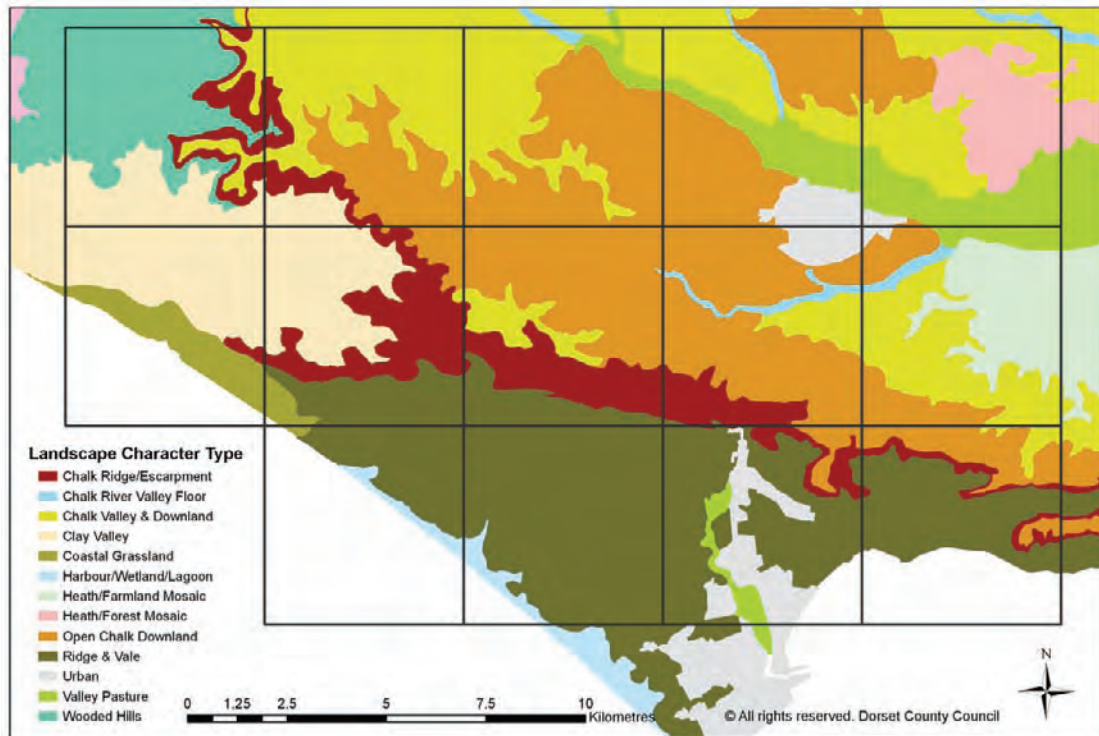 Landscape Character Type
Chalk Ridge/Escarpment
Chalk River Valley Floor
Chalk Valley & Downland
Clay Valley
Coastal Grassland
Harbour/Wetland/Lagoon
Heath/Farmland Mosaic
Heath/Forest Mosaic
Open Chalk Downland
Ridge & Vale
Urban
Valley Pasture
Wooded Hills
0 1.25 2.5 5 7.5 10
Kilometres
© All rights reserved. Dorset County Council
N